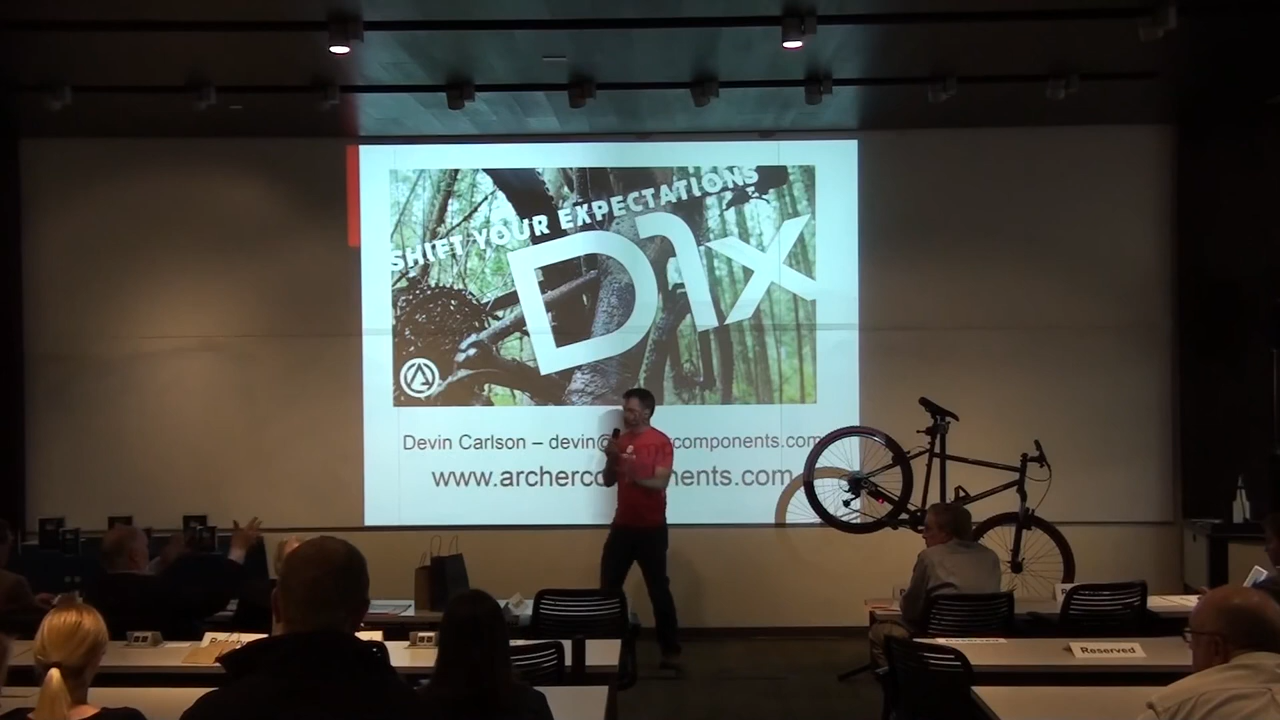 SHIFT YOUR EXPECTATIONS
D1x
Devin Carlson – devin@ components.com
www.archerco nents.com
Reserved